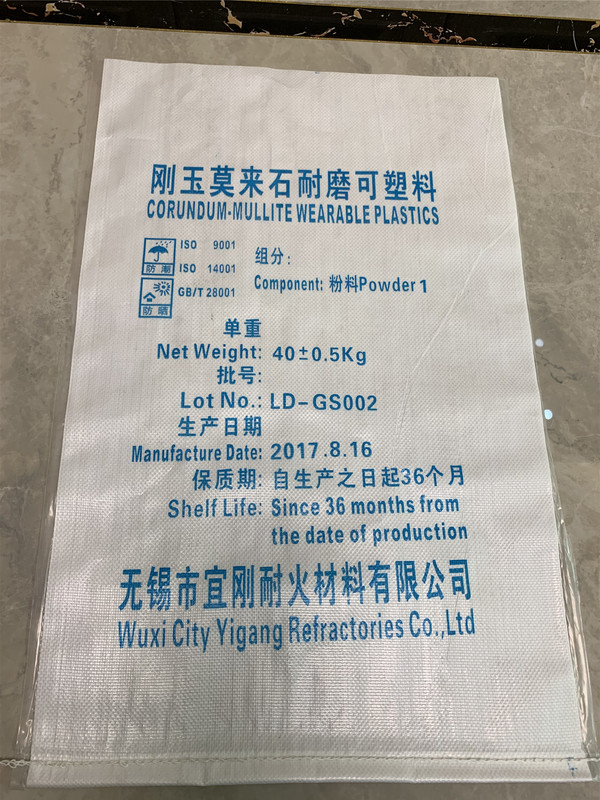 刚玉莫来石耐磨可塑料
CORUNDUM-MULLITE WEARABLE PLASTICS
防潮
ISO 9001
ISO 14001
防晒
GB/T 28001
组分:
Component: 粉料Powder 1
单重
Net Weight: 40±0.5Kg
批号:
Lot No.: LD-GS002
生产日期
Manufacture Date: 2017.8.16
保质期: 自生产之日起36个月
Shelf Life: Since 36 months from
the date of production
无锡市宜刚耐火材料有限公司
Wuxi City Yigang Refractories Co.,Ltd